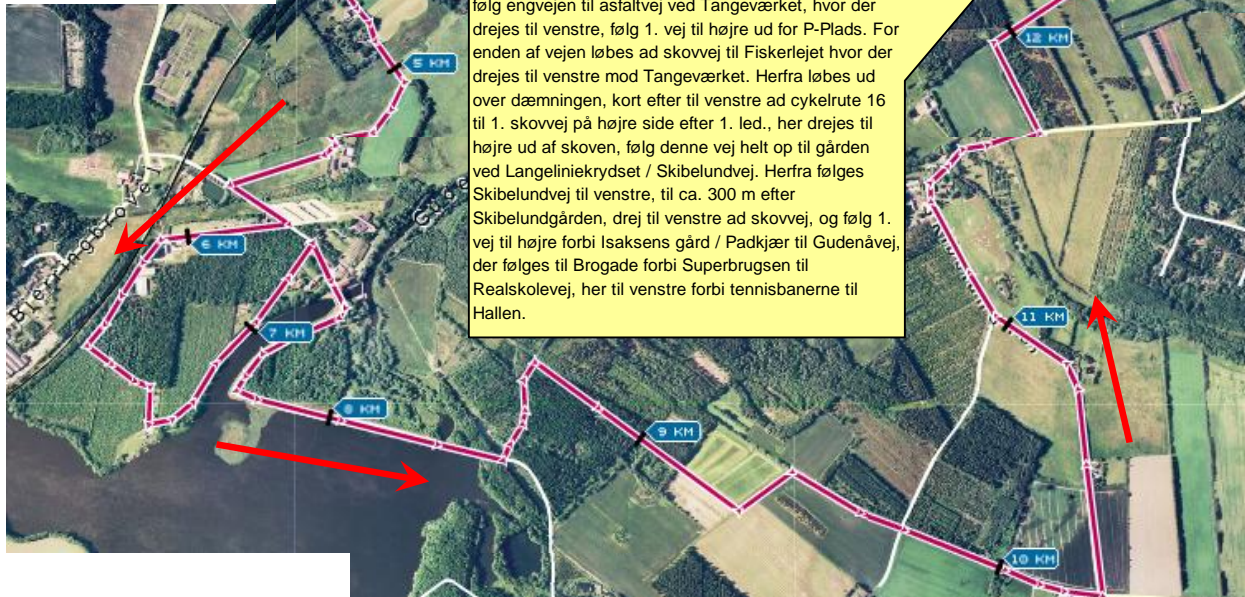 følg engvejen til asfaltvej ved Tangeværket, hvor der
drejes til venstre, følg 1. vej til højre ud for P-Plads. For
enden af vejen løbes ad skovvej til Fiskerlejet hvor der
drejes til venstre mod Tangeværket. Herfra løbes ud
over dæmningen, kort efter til venstre ad cykelrute 16
til 1. skovvej på højre side efter 1. led., her drejes til
højre ud af skoven, følg denne vej helt op til gården
ved Langeliniekrydset / Skibelundvej. Herfra følges
Skibelundvej til venstre, til ca. 300 m efter
Skibelundgården, drej til venstre ad skovvej, og følg 1.
vej til højre forbi Isaksens gård / Padkjær til Gudenåvej,
der følges til Brogade forbi Superbrugsen til
Realskolevej, her til venstre forbi tennisbanerne til
Hallen.
5 KM
6 KM
7 KM
8 KM
9 KM
10 KM
11 KM
12 KM